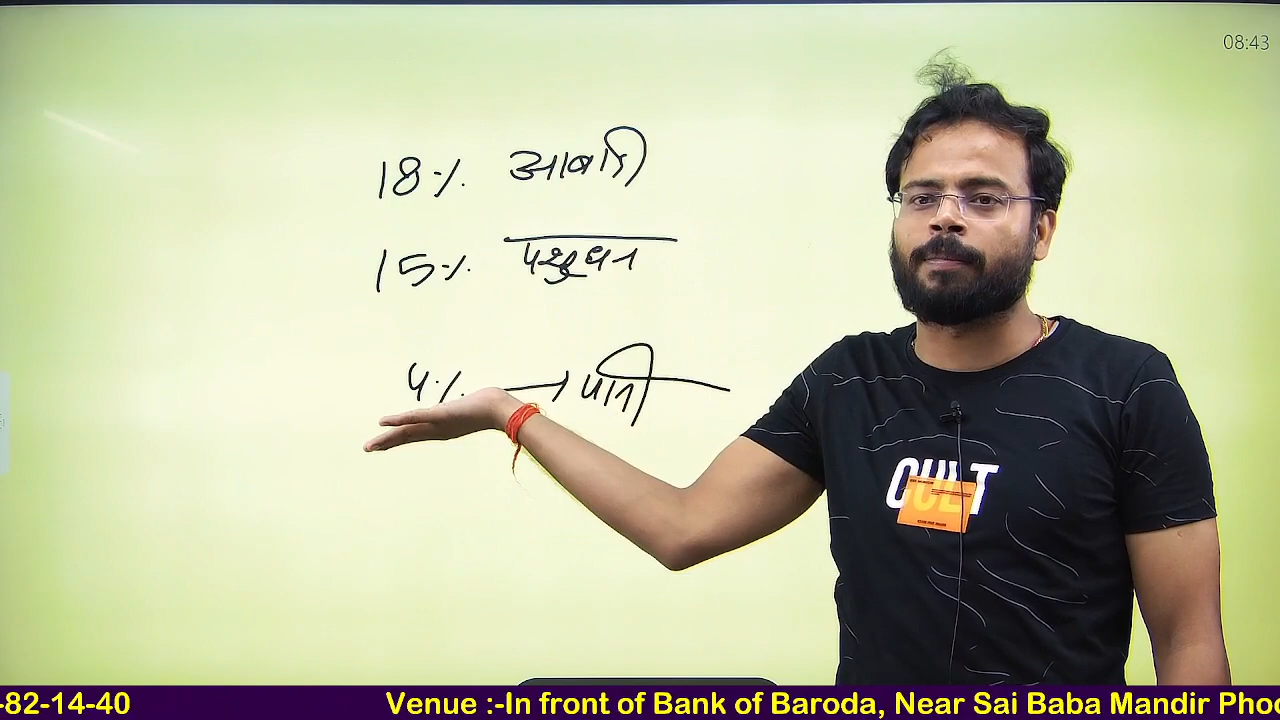 08:43
18% आबादी
15% पशुधन
4% → पानी
CULT
-82-14-40 Venue :-In front of Bank of Baroda, Near Sai Baba Mandir Phoo